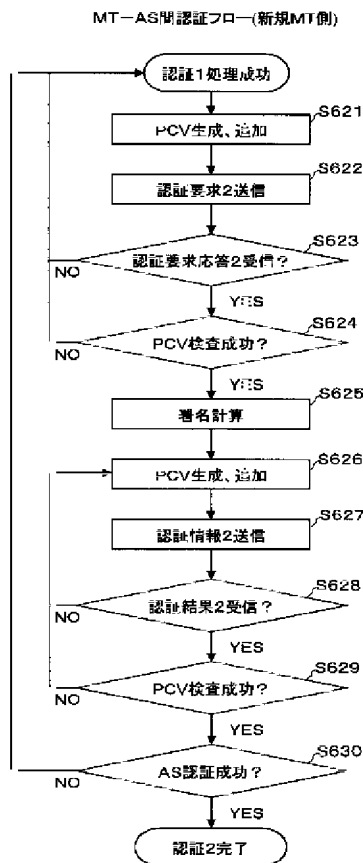 MT－AS間認証フロー(新規MT側)
認証1処理成功
S621
PCV生成、追加
S622
認証要求2送信
S623
認証要求応答2受信？
NO
YES
S624
PCV検査成功？
NO
YES
S625
署名計算
S626
PCV生成、追加
S627
認証情報2送信
S628
認証結果2受信？
NO
YES
S629
PCV検査成功？
NO
YES
S630
AS認証成功？
NO
YES
認証2完了